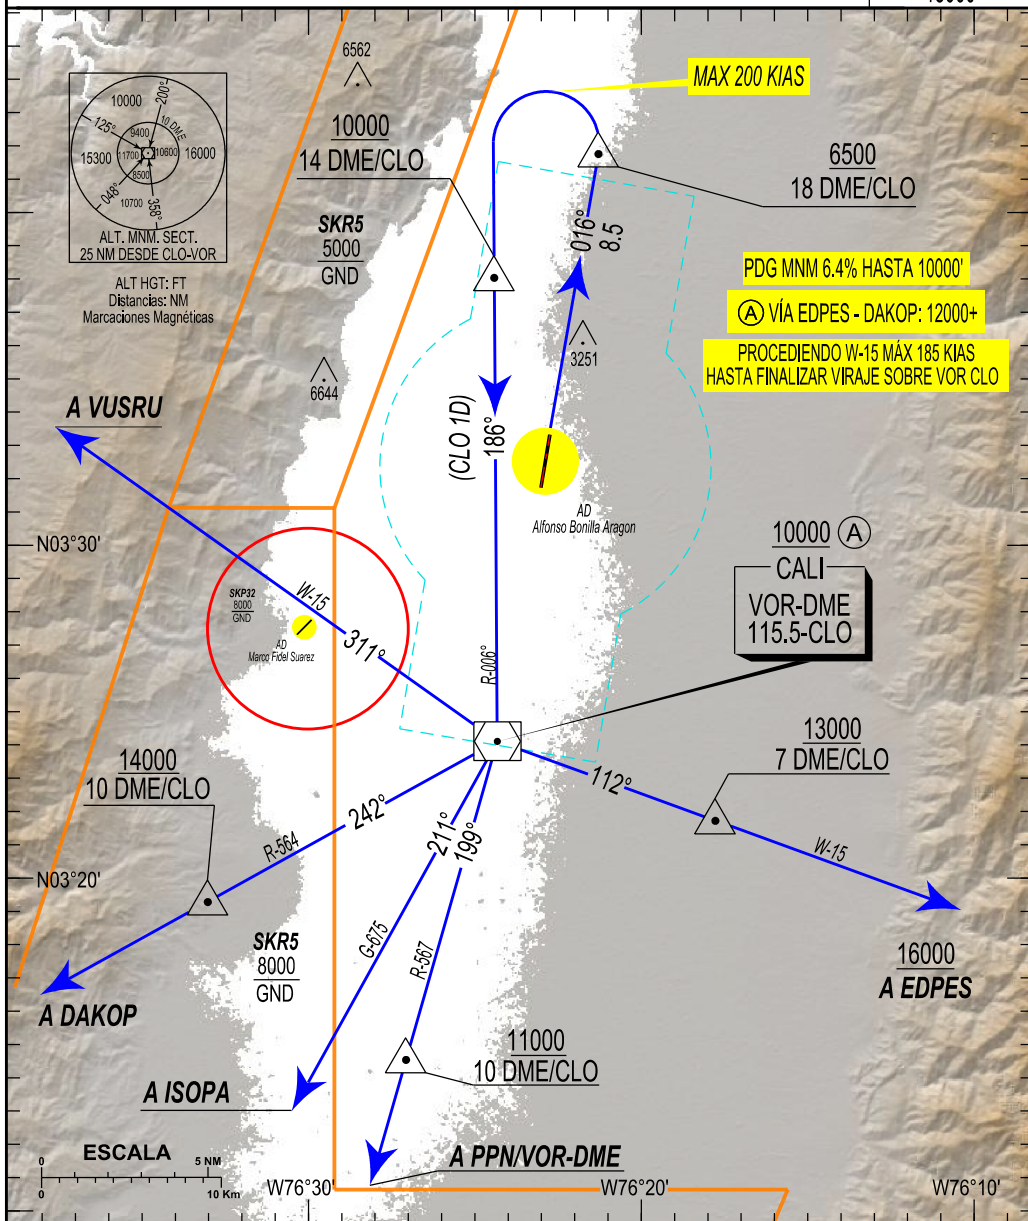 MAX 200 KIAS
6562
10000
14 DME/CLO
6500
18 DME/CLO
200°
10000
10 DME
125°
9400
15300
11700
10600
16000
8500
048°
10700
358°
ALT. MNM. SECT.
25 NM DESDE CLO-VOR
ALT HGT: FT
Distancias: NM
Marcaciones Magnéticas
SKR5
5000
GND
016°
8.5
PDG MNM 6.4% HASTA 10000'
A VÍA EDPES - DAKOP: 12000+
PROCEDIENDO W-15 MÁX 185 KIAS
HASTA FINALIZAR VIRAJE SOBRE VOR CLO
3251
6644
A VUSRU
(CLO 1D)
186°
AD
Alfonso Bonilla Aragon
N03°30'
10000 A
CALI
VOR-DME
115.5-CLO
SKP32
8000
GND
W-15
AD
Marco Fidel Suarez
311°
R-006°
13000
7 DME/CLO
14000
10 DME/CLO
112°
242°
211°
199°
R-564
W-15
N03°20'
SKR5
8000
GND
G-675
R-567
16000
A EDPES
A DAKOP
11000
10 DME/CLO
A ISOPA
A PPN/VOR-DME
ESCALA
0
5 NM
0
10 Km
W76°30'
W76°20'
W76°10'